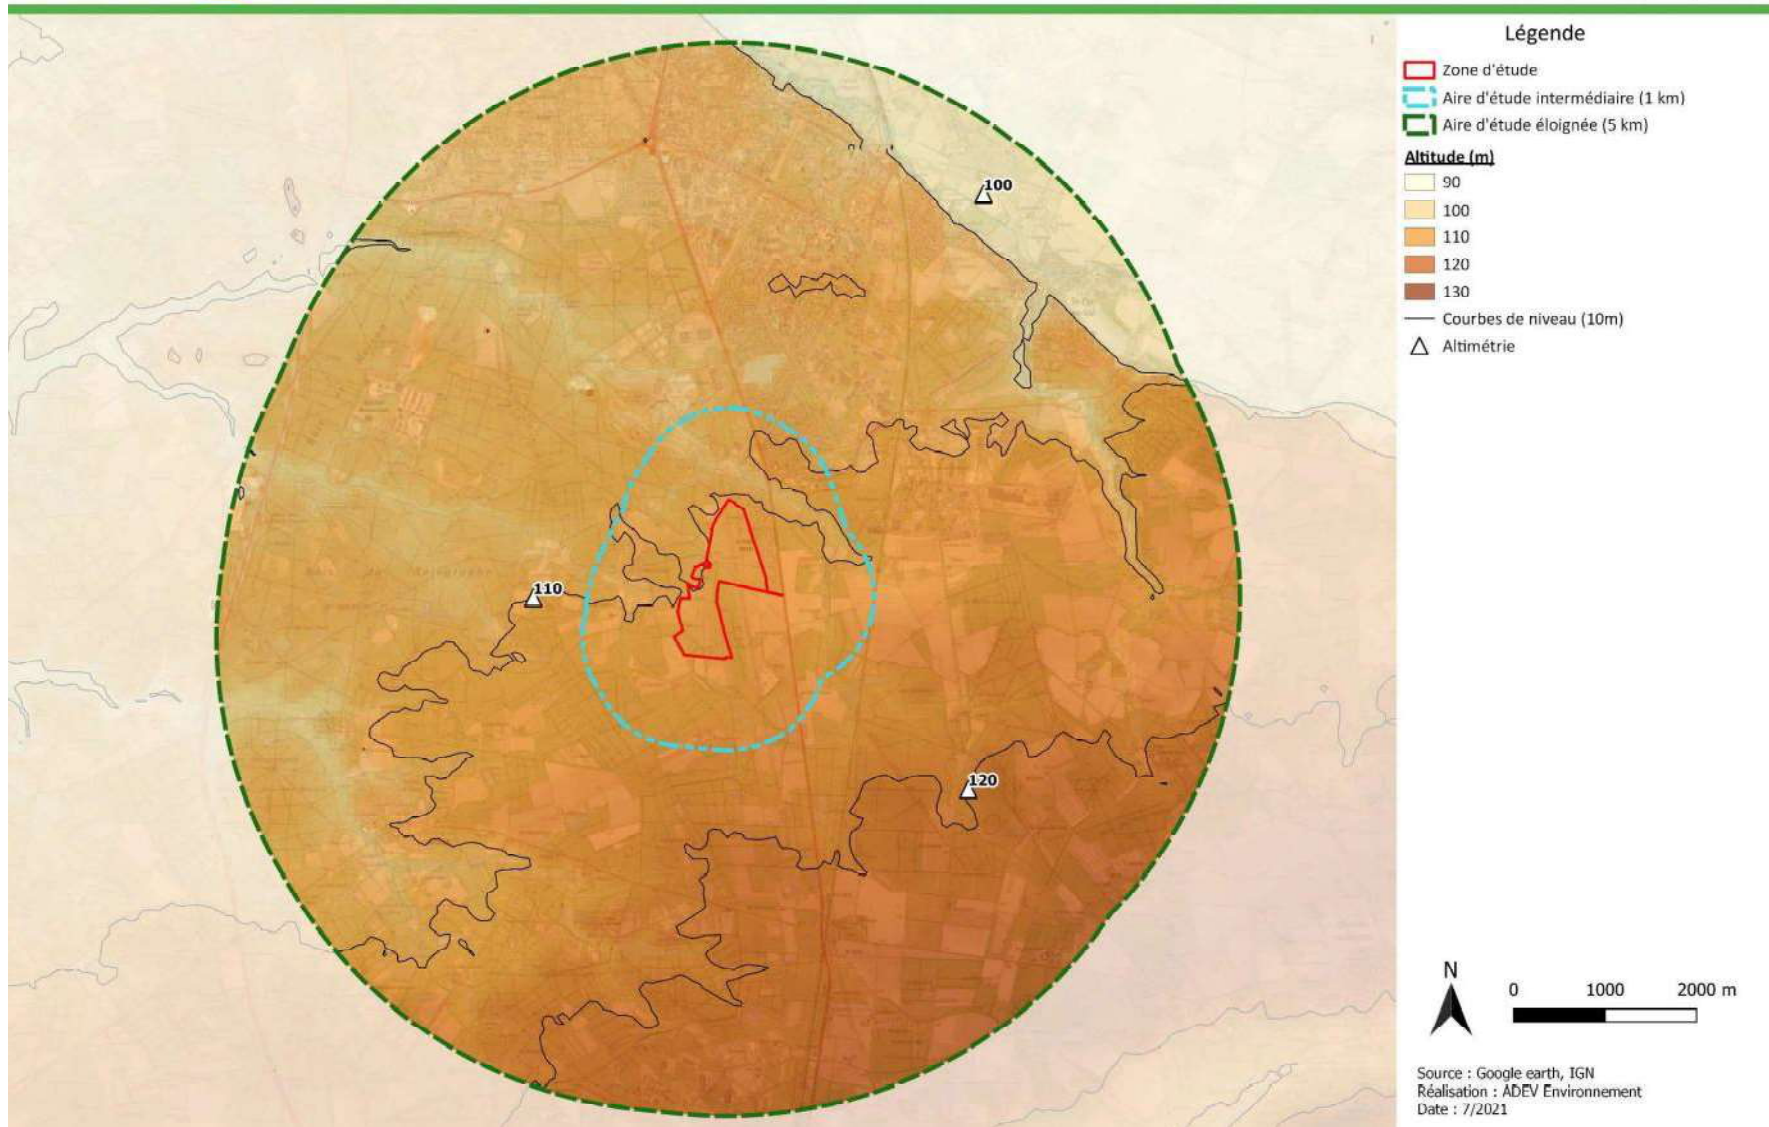 Légende
Zone d'étude
Aire d'étude intermédiaire (1 km)
Aire d'étude éloignée (5 km)
Altitude (m)
90
100
110
120
130
Courbes de niveau (10m)
Altimétrie
100
110
120
N
0 1000 2000 m
Source : Google earth, IGN
Réalisation : ADEV Environnement
Date : 7/2021